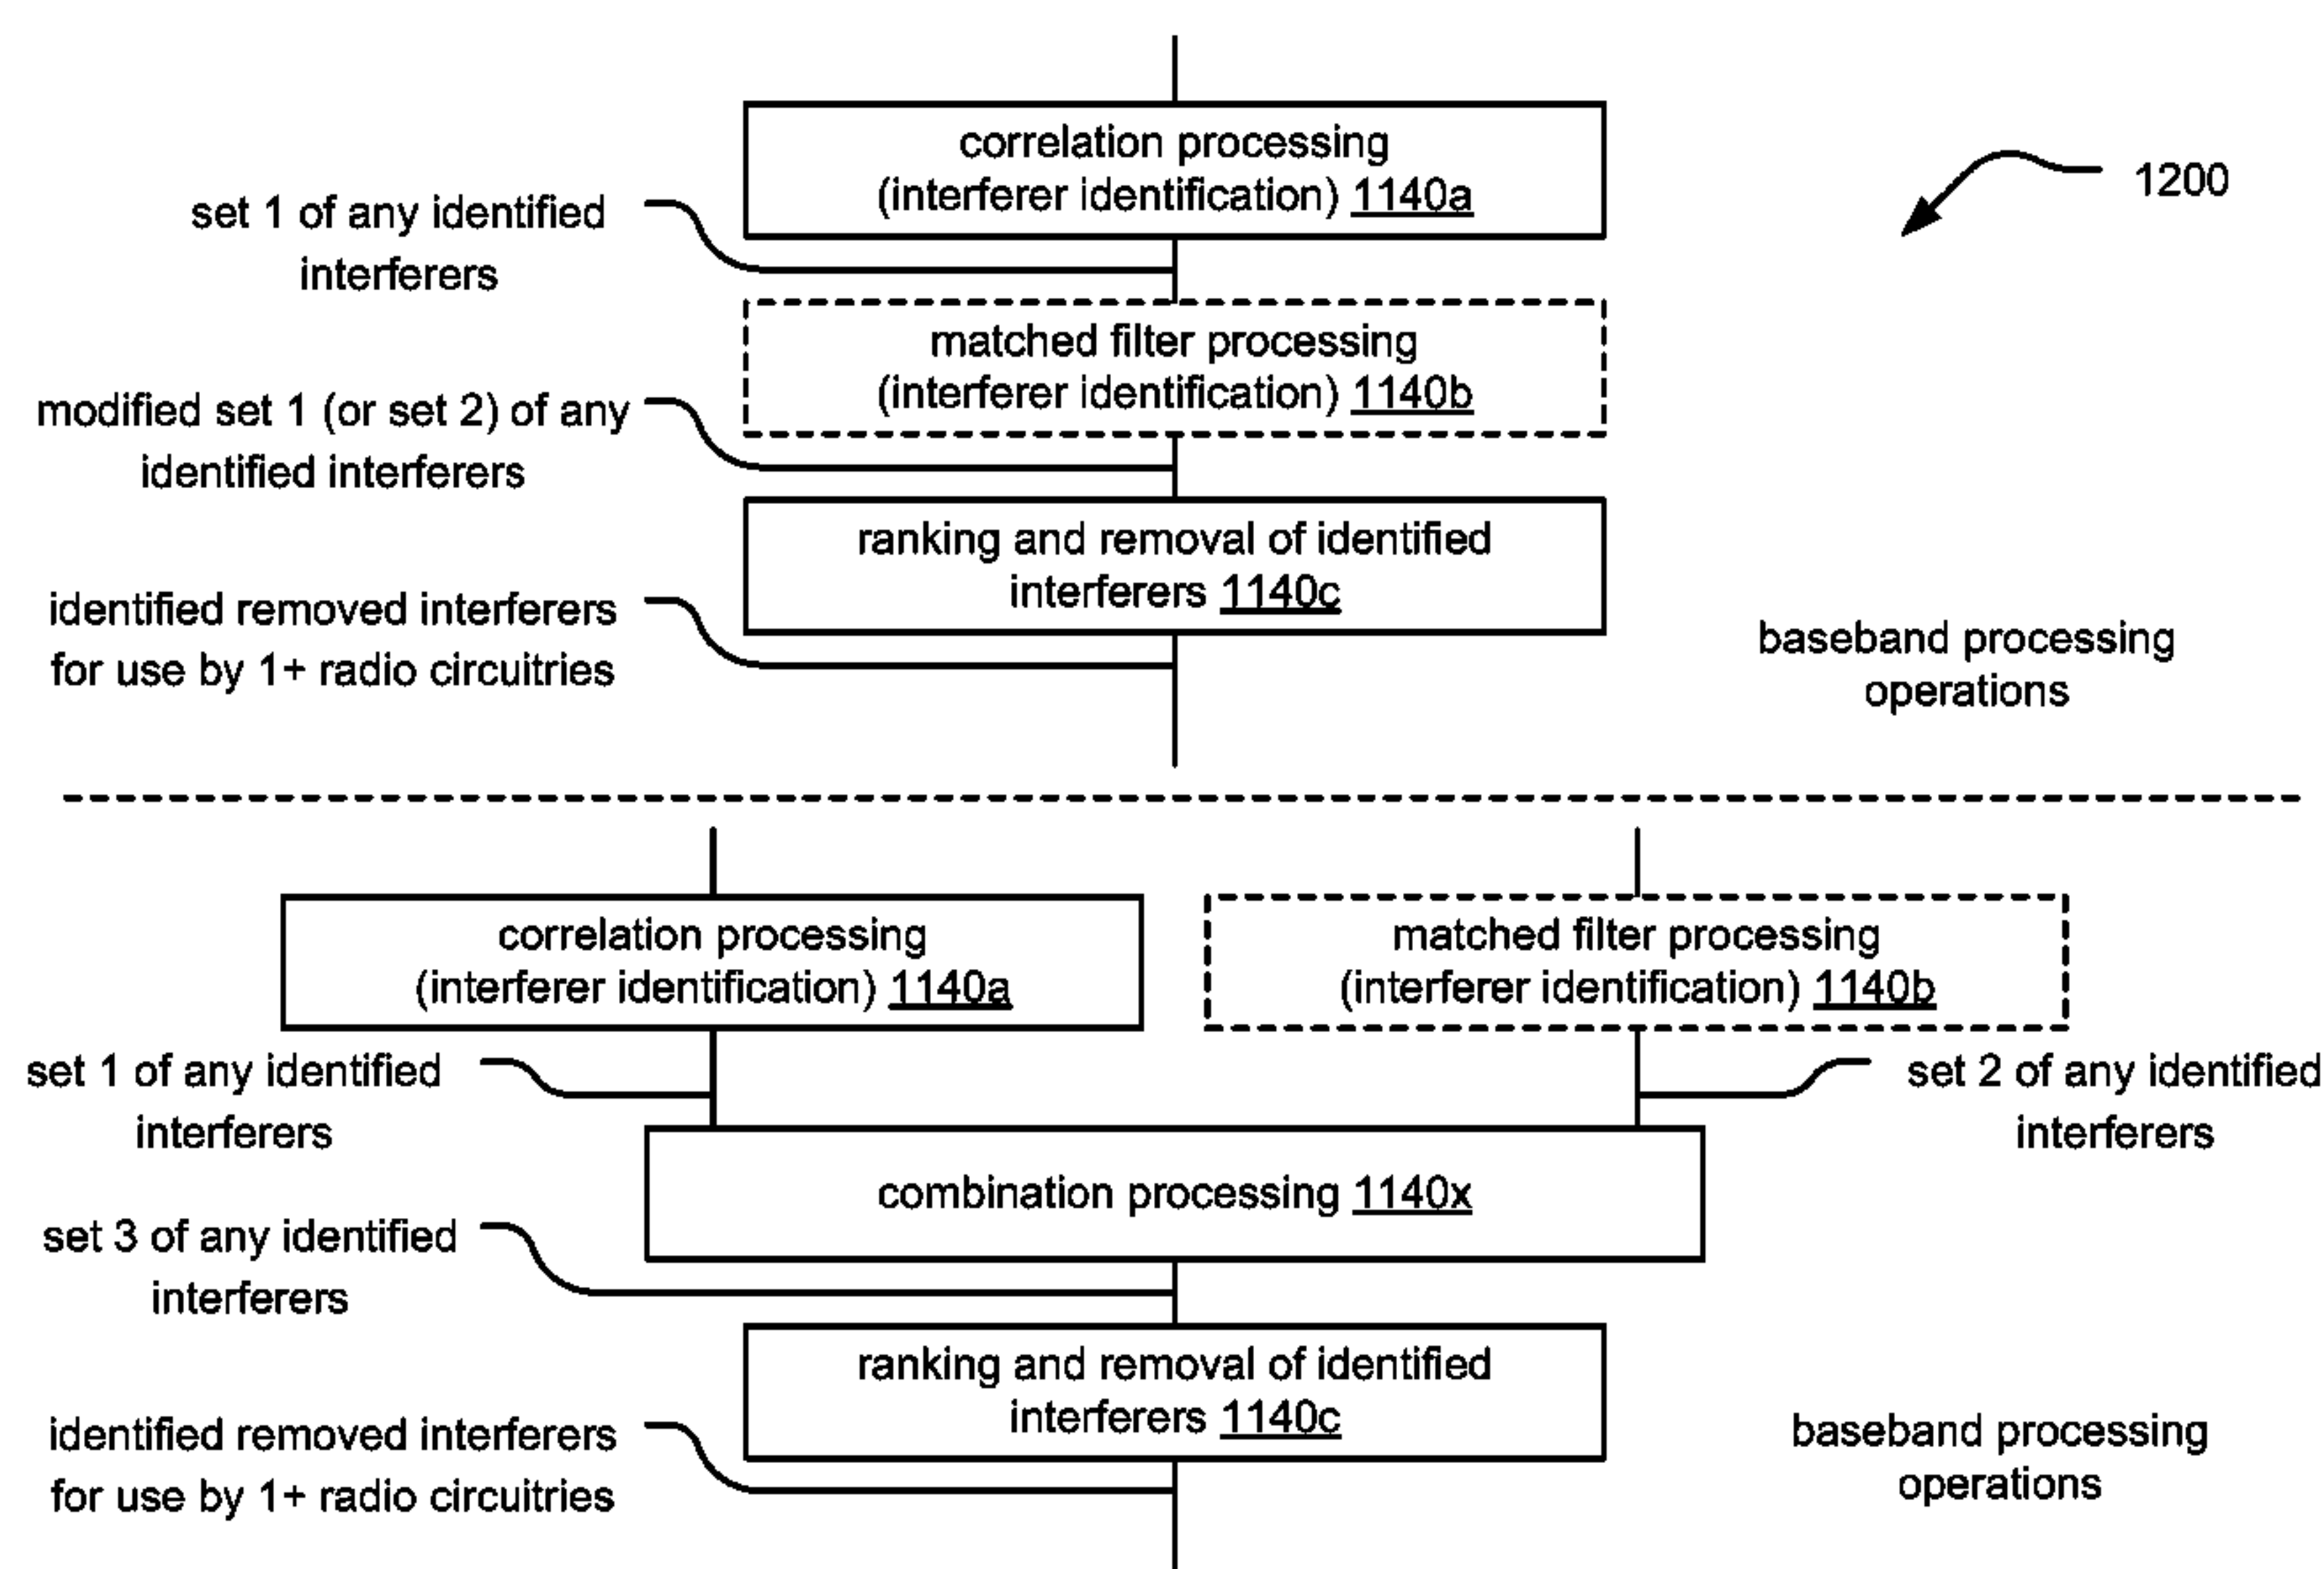 correlation processing
(interferer identification) 1140a
1200
set 1 of any identified
interferers
matched filter processing
(interferer identification) 1140b
modified set 1 (or set 2) of any
identified interferers
ranking and removal of identified
interferers 1140c
identified removed interferers
for use by 1+ radio circuitries
baseband processing
operations
correlation processing
(interferer identification) 1140a
matched filter processing
(interferer identification) 1140b
set 1 of any identified
interferers
set 2 of any identified
interferers
combination processing 1140x
set 3 of any identified
interferers
ranking and removal of identified
interferers 1140c
identified removed interferers
for use by 1+ radio circuitries
baseband processing
operations